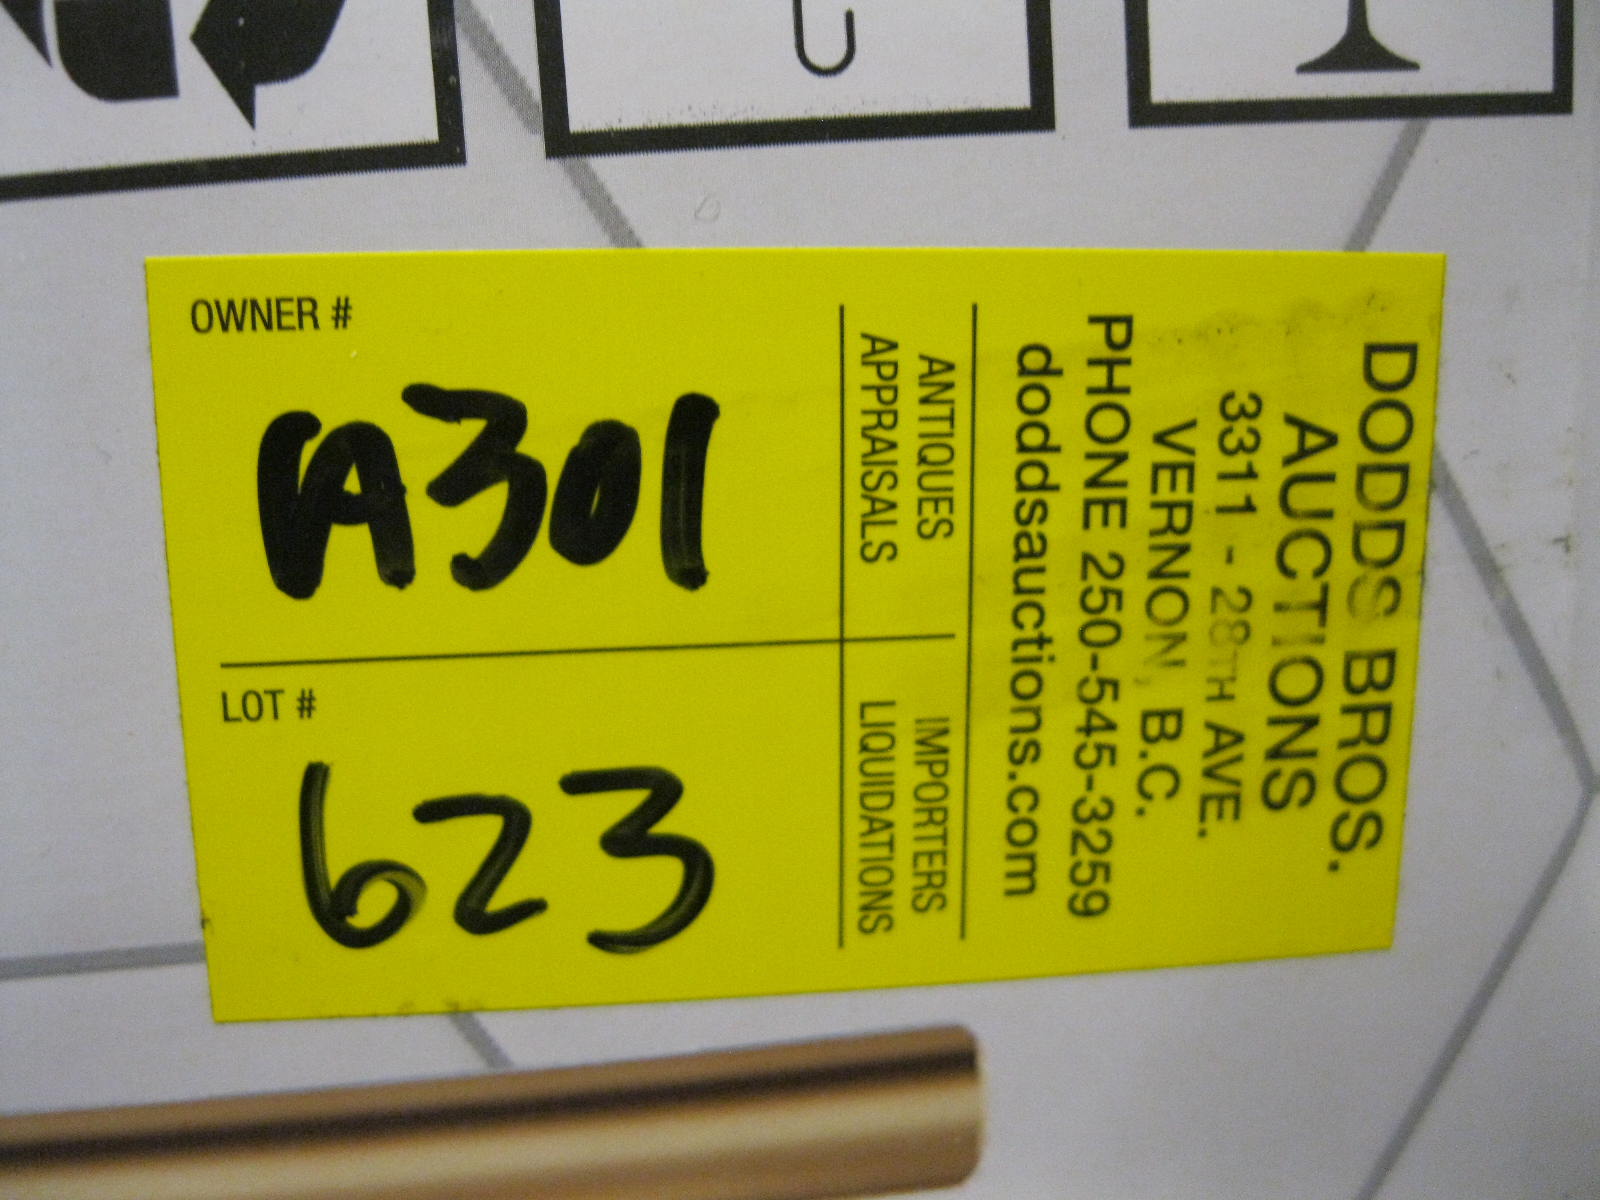 OWNER #
A301
LOT #
623
DODDS BROS.
AUCTIONS
3311 - 28TH AVE.
VERNON, B.C.
PHONE 250-545-3259
doddsauctions.com
ANTIQUES IMPORTERS
APPRAISALS LIQUIDATIONS